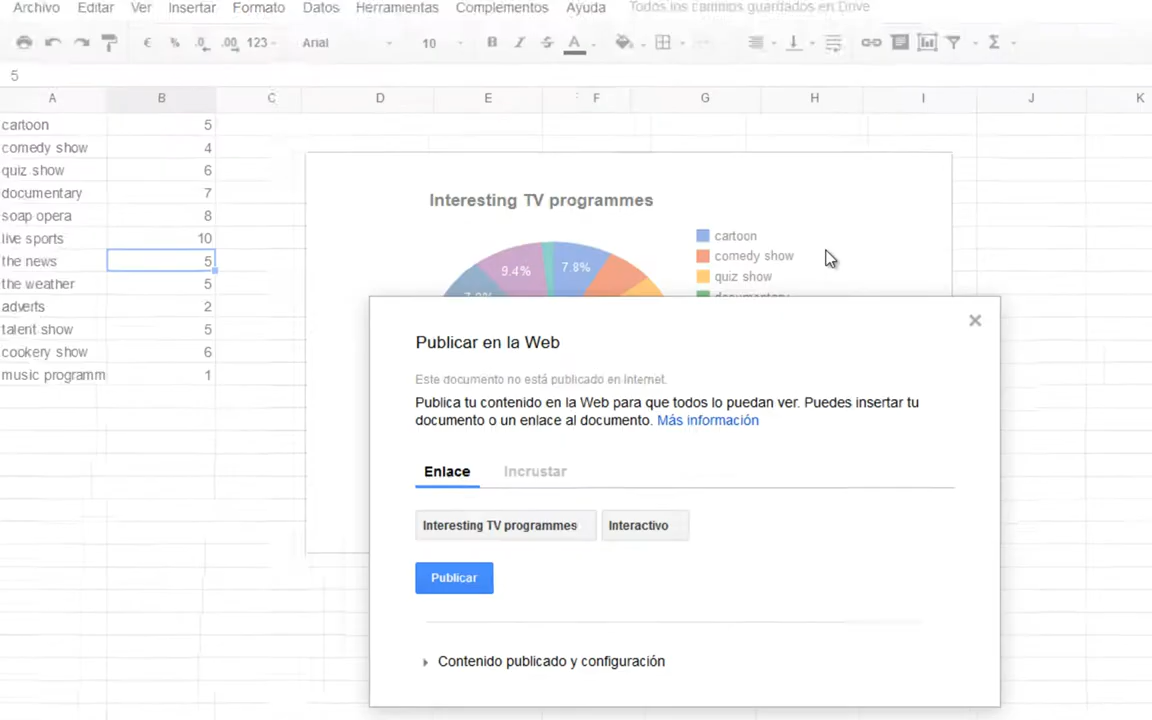 Archivo Editar Ver Insertar Formato Datos Herramientas Complementos Ayuda Todos los cambios guardados en Drive
€ % .0 .00 123 Arial 10 B I S A Σ
5
A B C D E F G H I J K
cartoon 5
comedy show 4
quiz show 6
documentary 7
soap opera 8
live sports 10
the news 5
the weather 5
adverts 2
talent show 5
cookery show 6
music programm 1
Interesting TV programmes
cartoon
comedy show
quiz show
documentary
9.4% 7.8%
Publicar en la Web
Este documento no está publicado en Internet.
Publica tu contenido en la Web para que todos lo puedan ver. Puedes insertar tu
documento o un enlace al documento. Más información
Enlace Incrustar
Interesting TV programmes Interactivo
Publicar
Contenido publicado y configuración